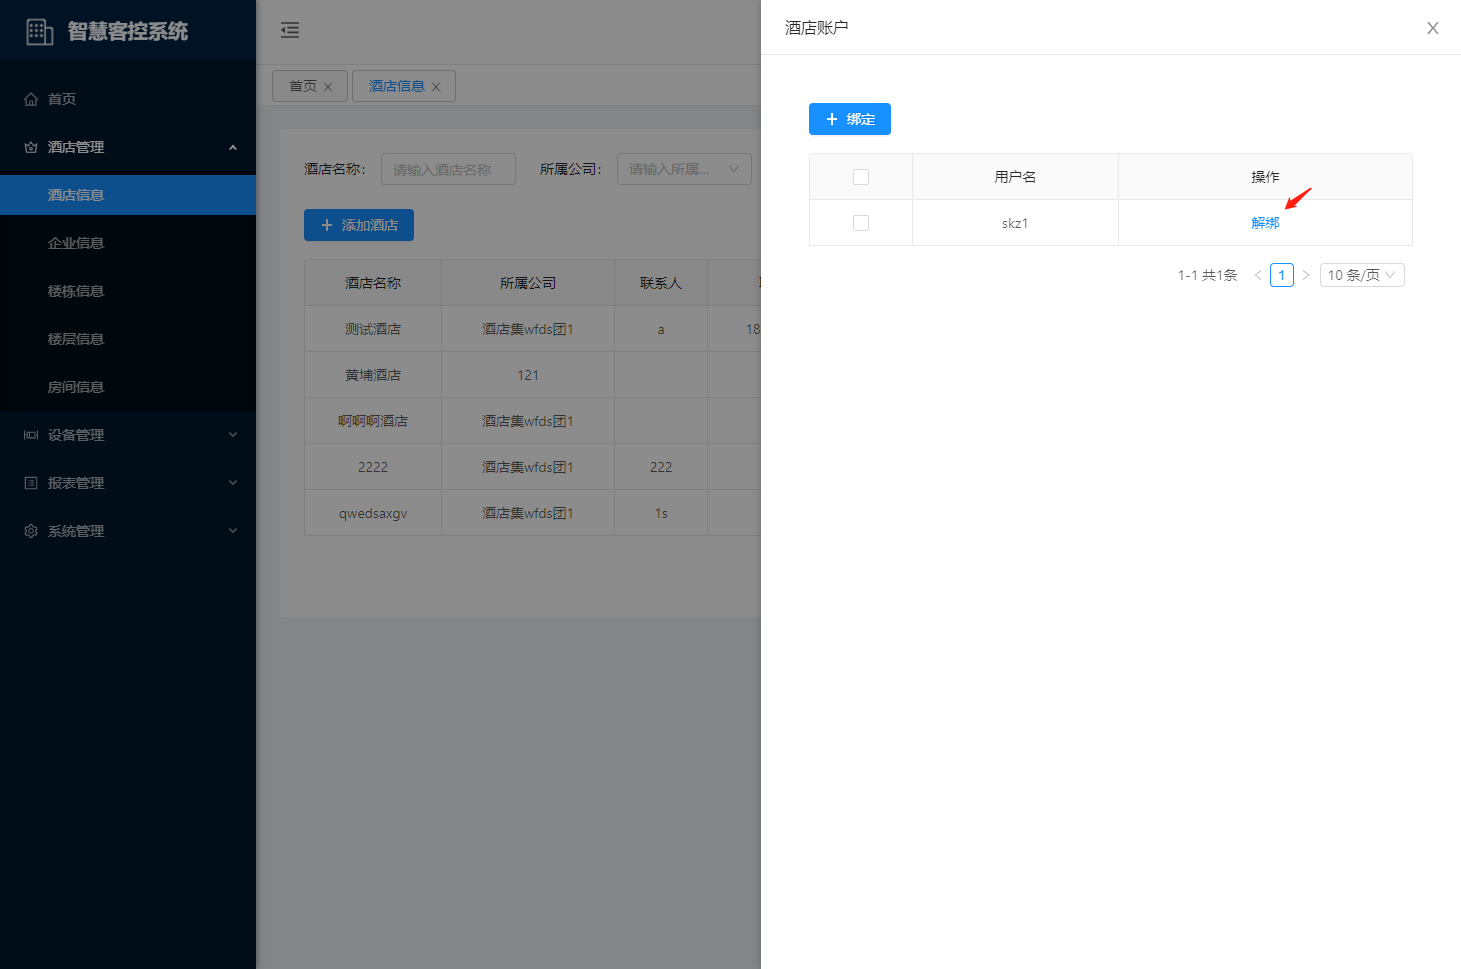 智慧客控系统
首页
酒店管理
酒店信息
企业信息
楼栋信息
楼层信息
房间信息
设备管理
报表管理
系统管理
首页
酒店信息
酒店名称：
请输入酒店名称
所属公司：
请输入所属...
添加酒店
酒店名称 所属公司 联系人
测试酒店 酒店集wfds团1 a 18
黄埔酒店 121
啊啊啊酒店 酒店集wfds团1
2222 酒店集wfds团1 222
qwedsaxgv 酒店集wfds团1 1s
酒店账户
绑定
用户名 操作
skz1 解绑
1-1 共1条 1 10 条/页